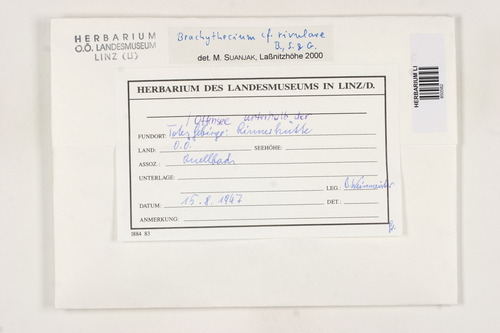 HERBARIUM
O.Ö. LANDESMUSEUM
LINZ (LI)
Brachythecium cf. rivulare
B., S. & G.
det. M. SUANJAK, Laßnitzhöhe 2000
HERBARIUM LI
HERBARIUM DES LANDESMUSEUMS IN LINZ/D.
/ Offensee unterhalb der
FUNDORT: Totes Gebirge: Rinnerhütte
LAND: O.Ö. SEEHÖHE:
ASSOZ.: Quellbach
UNTERLAGE:
LEG.:
DATUM: 15.8.1947 DET.:
ANMERKUNG:
1884 83